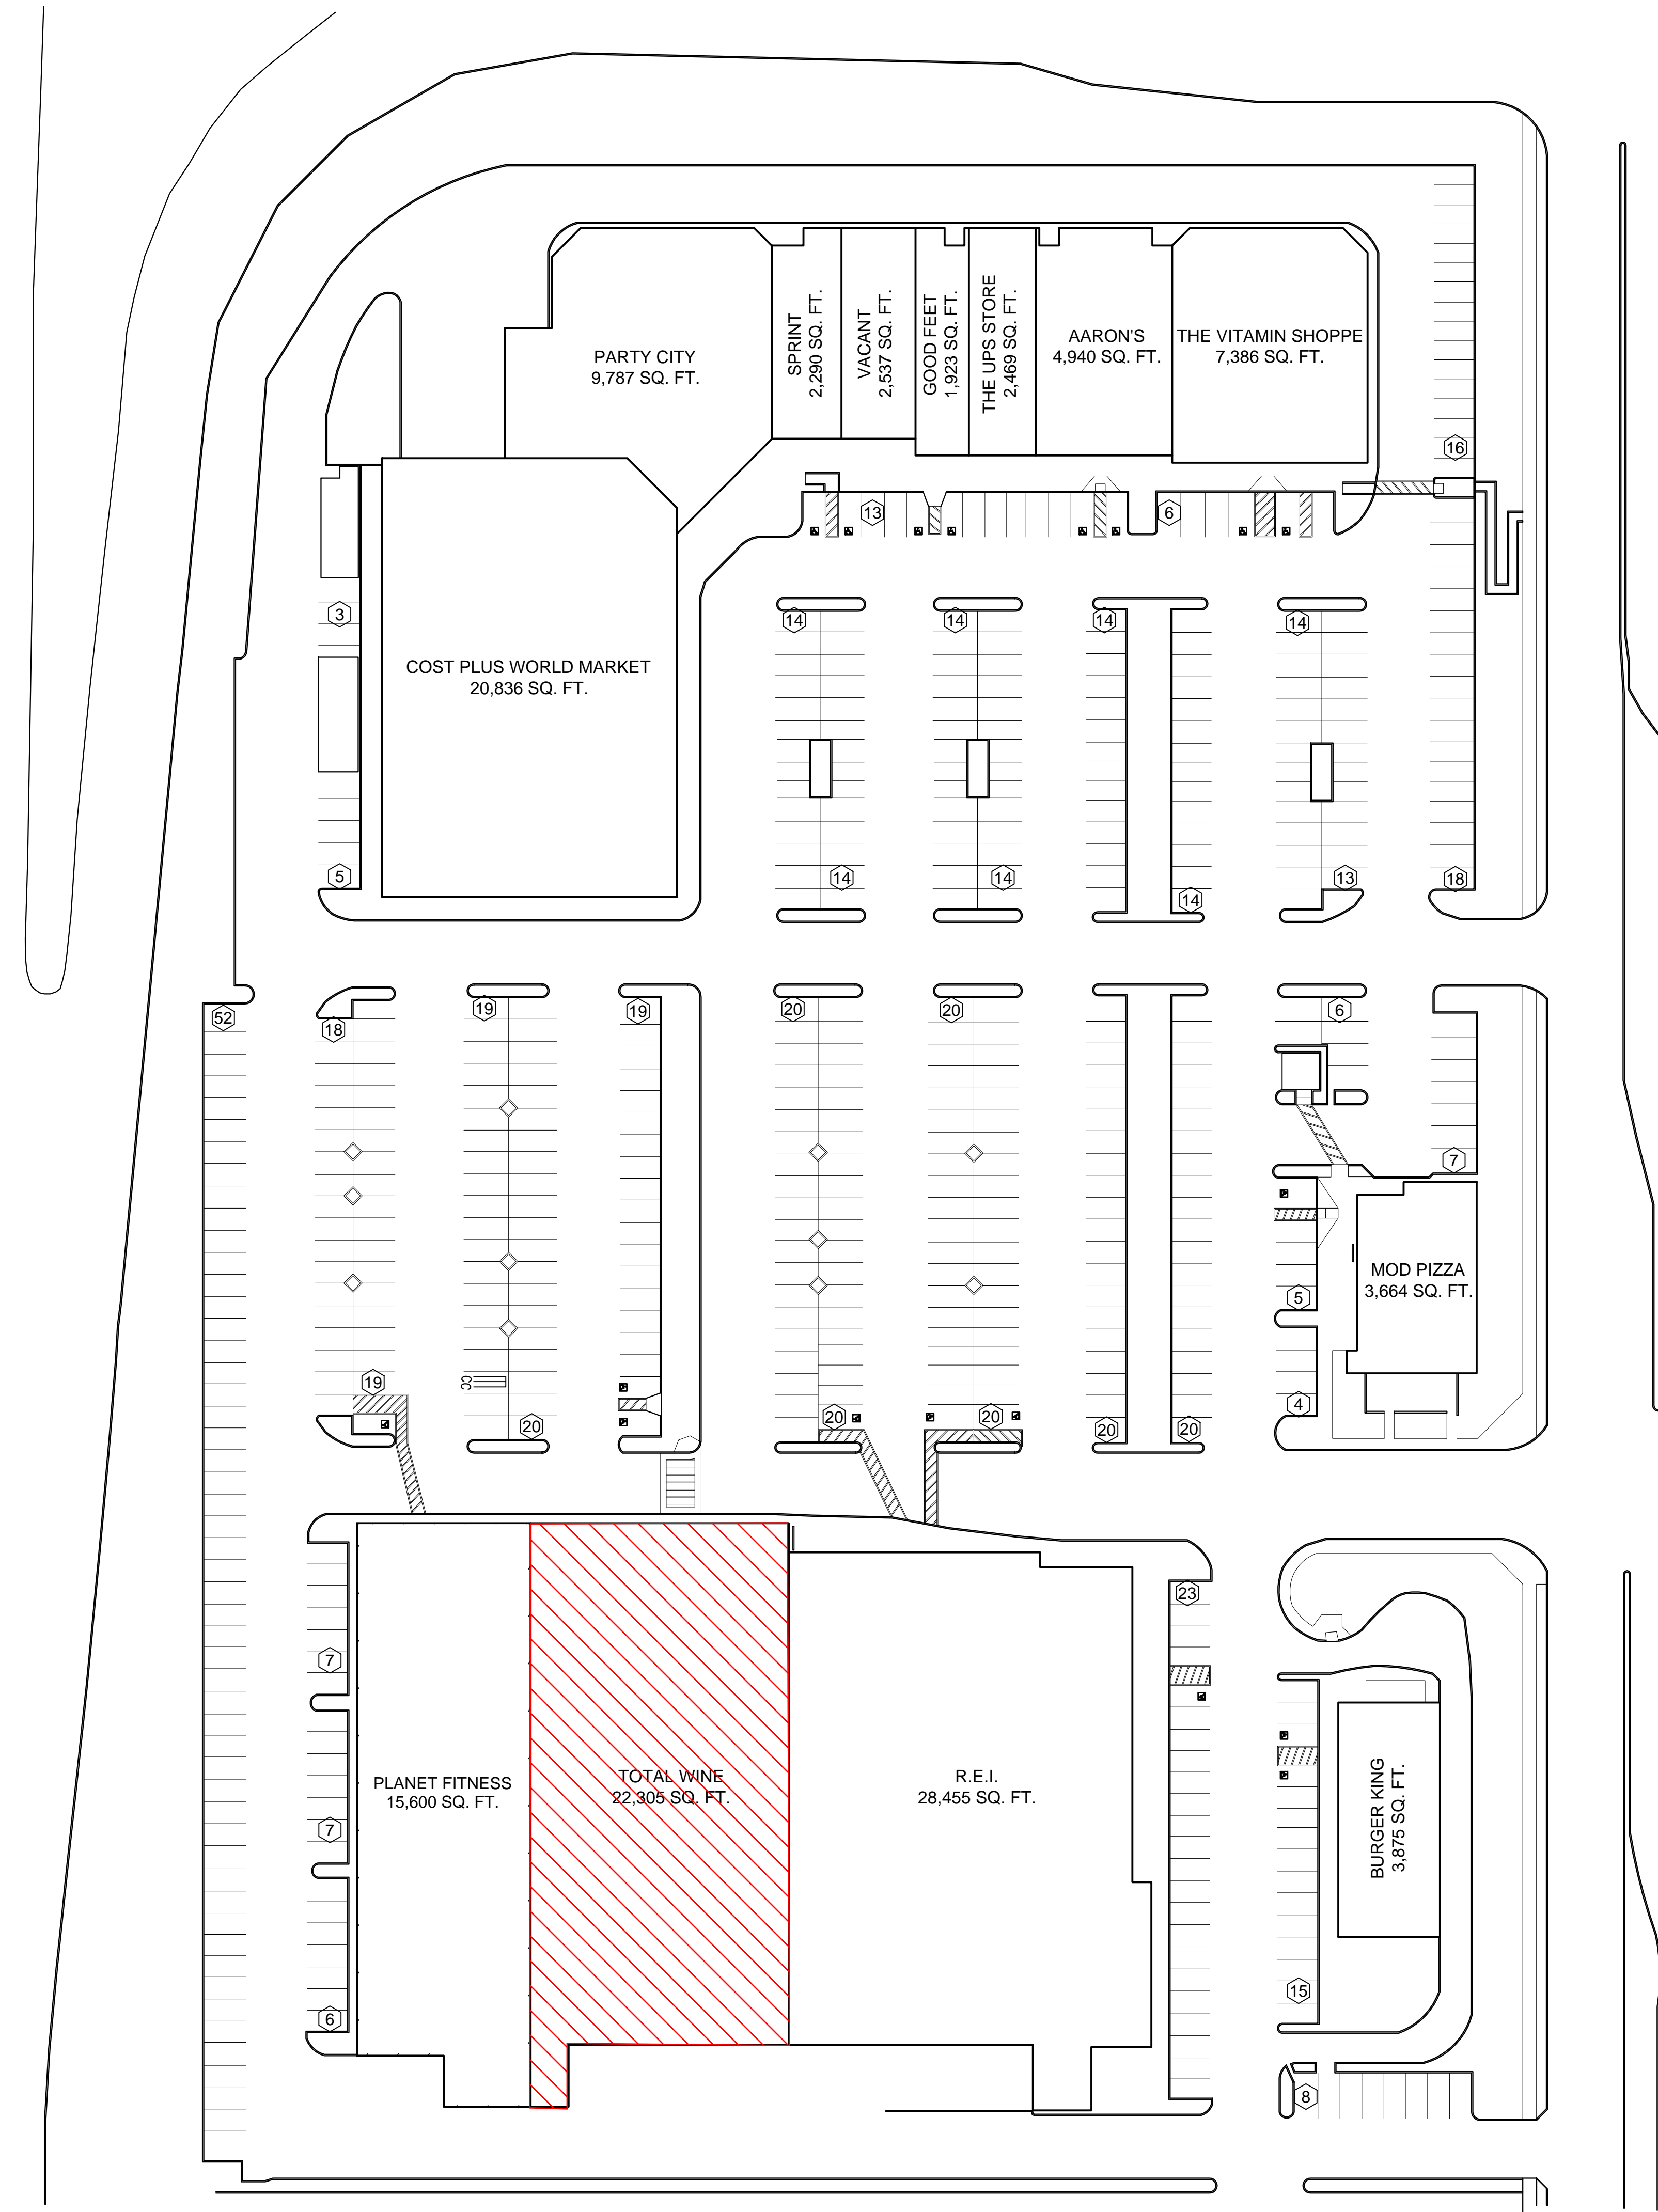 PARTY CITY
9,787 SQ. FT.
SPRINT
2,290 SQ. FT.
VACANT
2,537 SQ. FT.
GOOD FEET
1,923 SQ. FT.
THE UPS STORE
2,469 SQ. FT.
AARON'S
4,940 SQ. FT.
THE VITAMIN SHOPPE
7,386 SQ. FT.
16
13
6
3
14
14
14
14
COST PLUS WORLD MARKET
20,836 SQ. FT.
5
14
14
14
13
18
52
18
19
19
20
20
6
7
MOD PIZZA
3,664 SQ. FT.
5
4
19
CC
20
20
20
20
20
23
7
PLANET FITNESS
15,600 SQ. FT.
TOTAL WINE
22,305 SQ. FT.
R.E.I.
28,455 SQ. FT.
BURGER KING
3,875 SQ. FT.
7
6
15
8